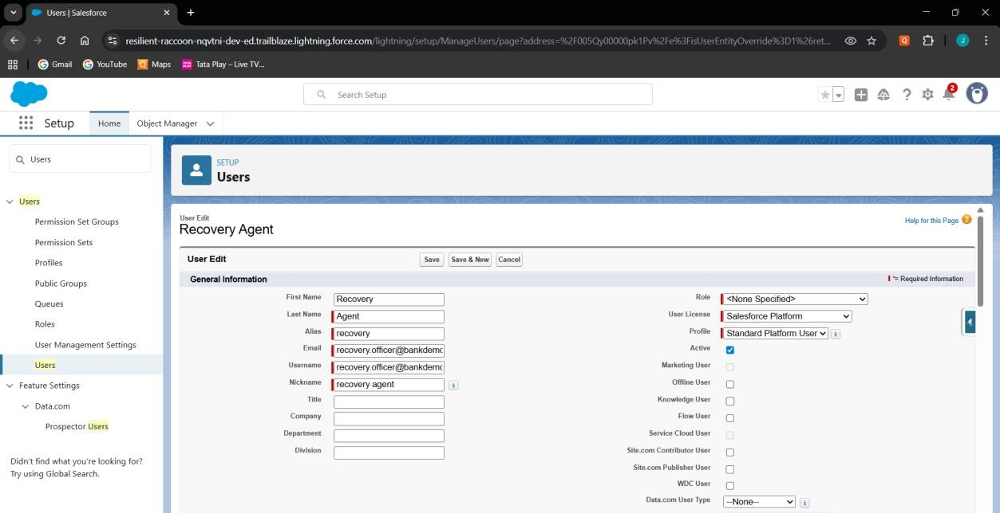 Users | Salesforce
resilient-raccoon-nqvtni-dev-ed.trailblaze.lightning.force.com/lightning/setup/ManageUsers/page?address=%2F005Qy00000pk1Pv%2Fe%3FisUserEntityOverride%3D1%26ret...
Q
J
Gmail
YouTube
Maps
Tata Play – Live TV...
Search Setup
2
Setup
Home
Object Manager
Users
SETUP
Users
Users
Permission Set Groups
Permission Sets
Profiles
Public Groups
Queues
Roles
User Management Settings
Users
Feature Settings
Data.com
Prospector Users
Didn't find what you're looking for?
Try using Global Search.
User Edit
Recovery Agent
Help for this Page
User Edit
Save
Save & New
Cancel
General Information
= Required Information
First Name
Recovery
Last Name
Agent
Alias
recovery
Email
recovery.officer@bankdemo
Username
recovery.officer@bankdemo
Nickname
recovery agent
Title
Company
Department
Division
Role
<None Specified>
User License
Salesforce Platform
Profile
Standard Platform User
Active
Marketing User
Offline User
Knowledge User
Flow User
Service Cloud User
Site.com Contributor User
Site.com Publisher User
WDC User
Data.com User Type
--None--